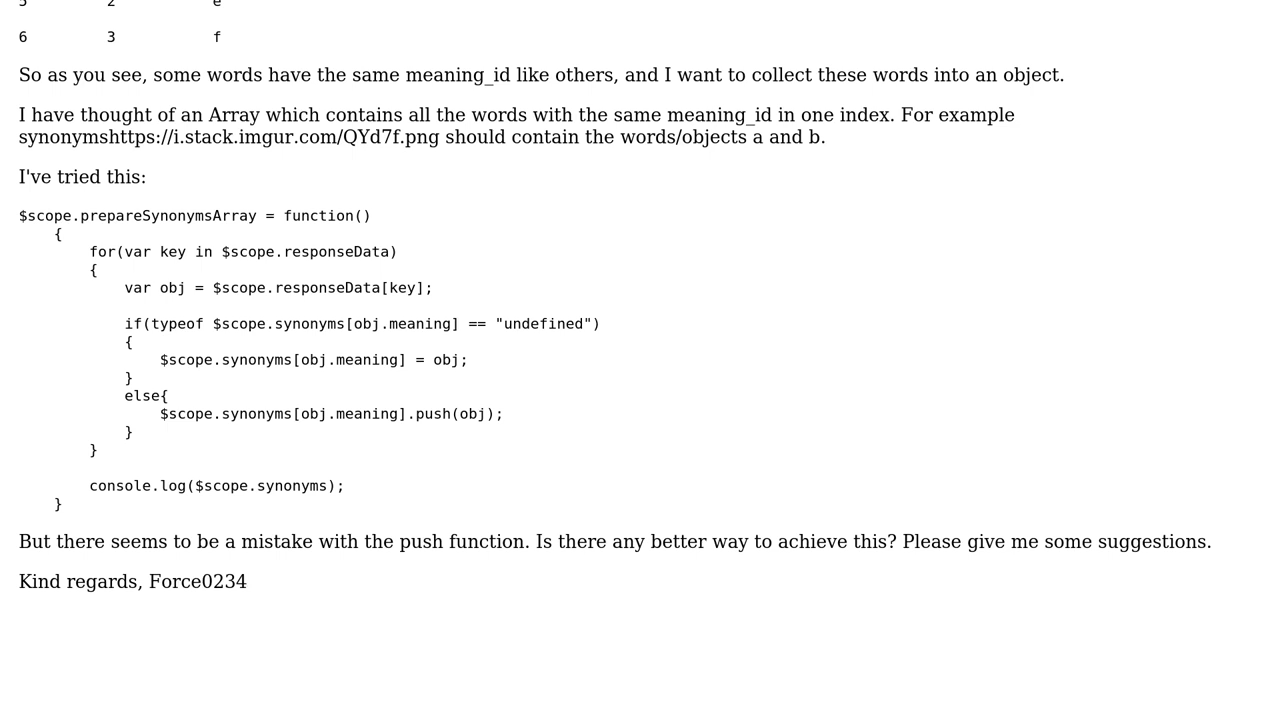 5         2           e
6         3           f
So as you see, some words have the same meaning_id like others, and I want to collect these words into an object.
I have thought of an Array which contains all the words with the same meaning_id in one index. For example
synonymshttps://i.stack.imgur.com/QYd7f.png should contain the words/objects a and b.
I've tried this:
$scope.prepareSynonymsArray = function()
    {
        for(var key in $scope.responseData)
        {
            var obj = $scope.responseData[key];
            if(typeof $scope.synonyms[obj.meaning] == "undefined")
            {
                $scope.synonyms[obj.meaning] = obj;
            }
            else{
                $scope.synonyms[obj.meaning].push(obj);
            }
        }
        console.log($scope.synonyms);
    }
But there seems to be a mistake with the push function. Is there any better way to achieve this? Please give me some suggestions.
Kind regards, Force0234